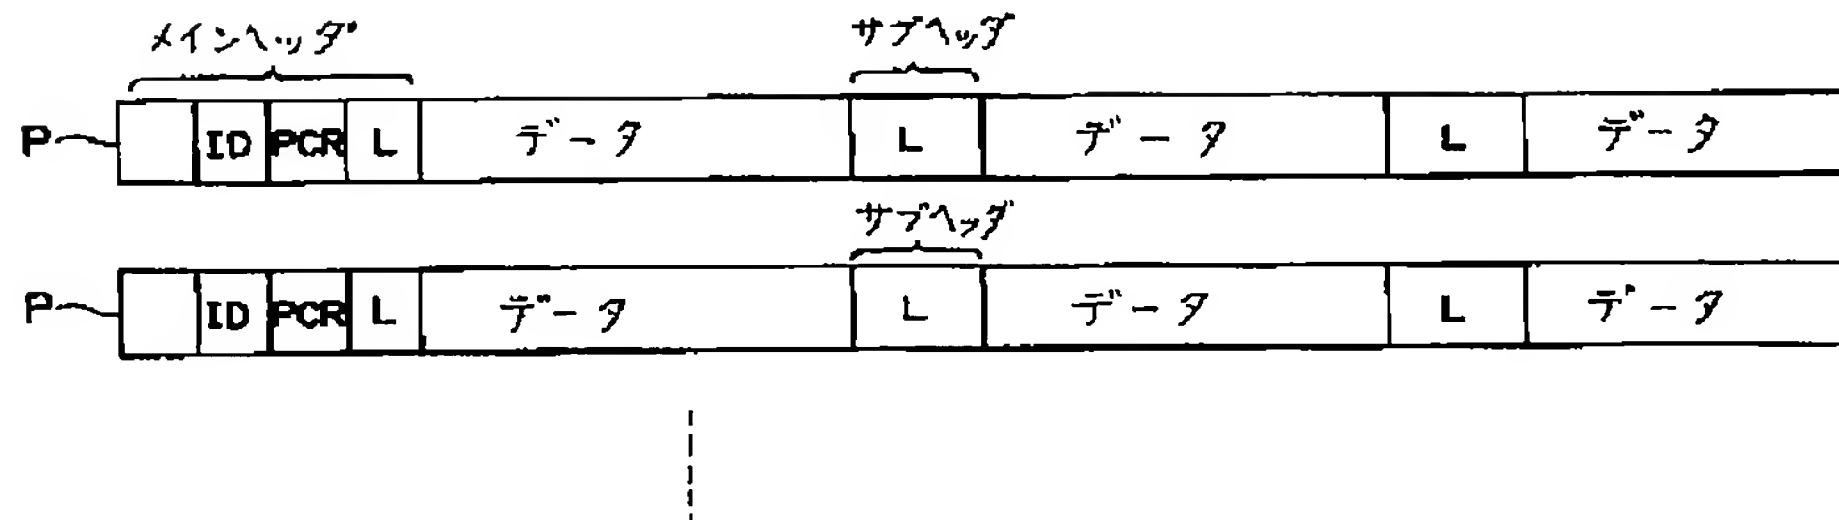 メインヘッダ サブヘッダ
P ID PCR L データ L データ L データ
サブヘッダ
P ID PCR L データ L データ L データ